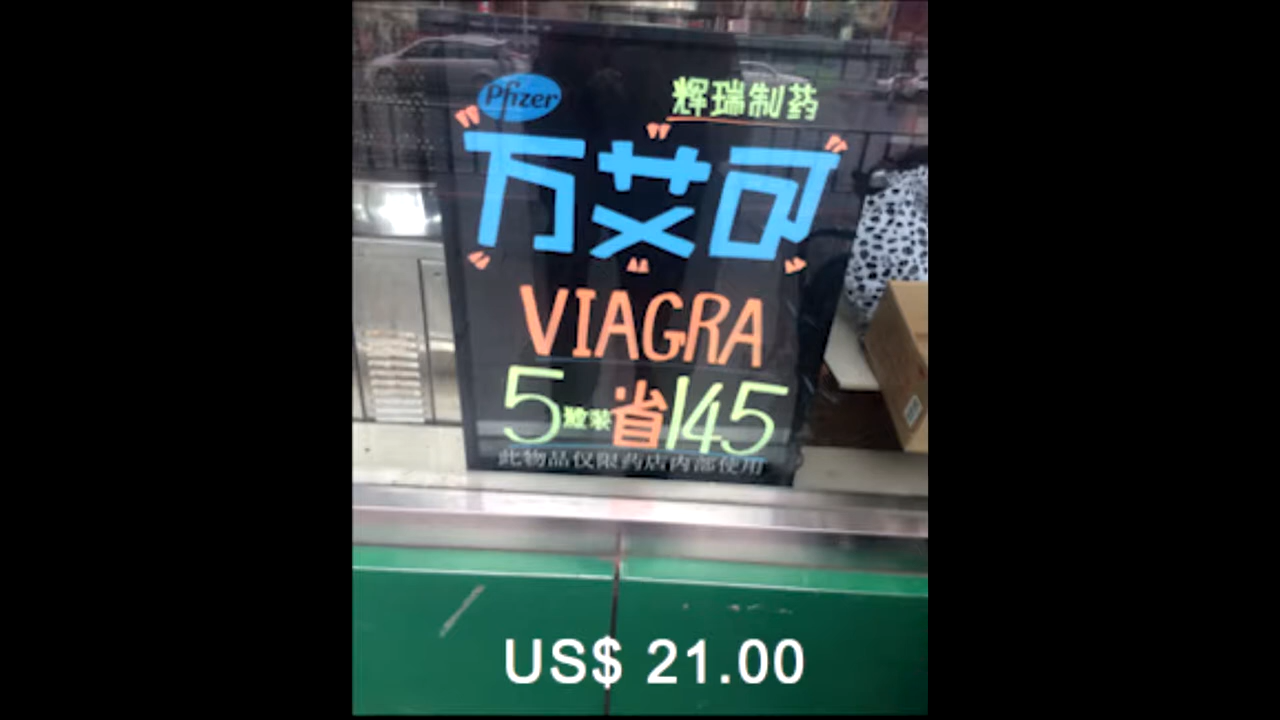 Pfizer 辉瑞制药
万艾可
VIAGRA
5粒装省145
此物品仅限药店内部使用
US$ 21.00